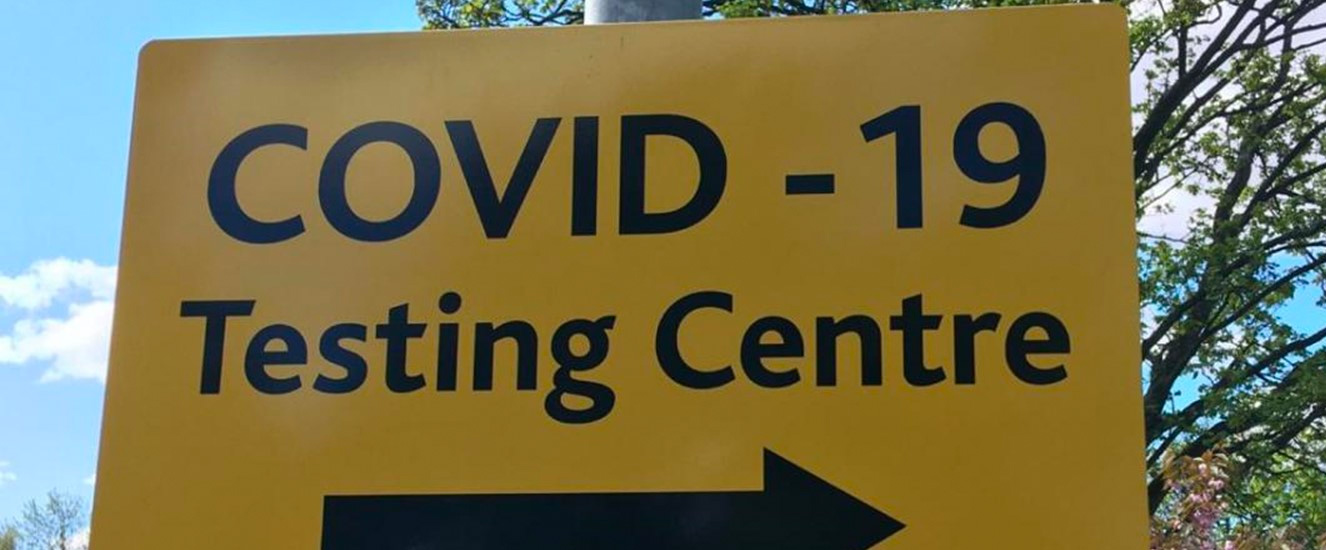 COVID -19
Testing Centre